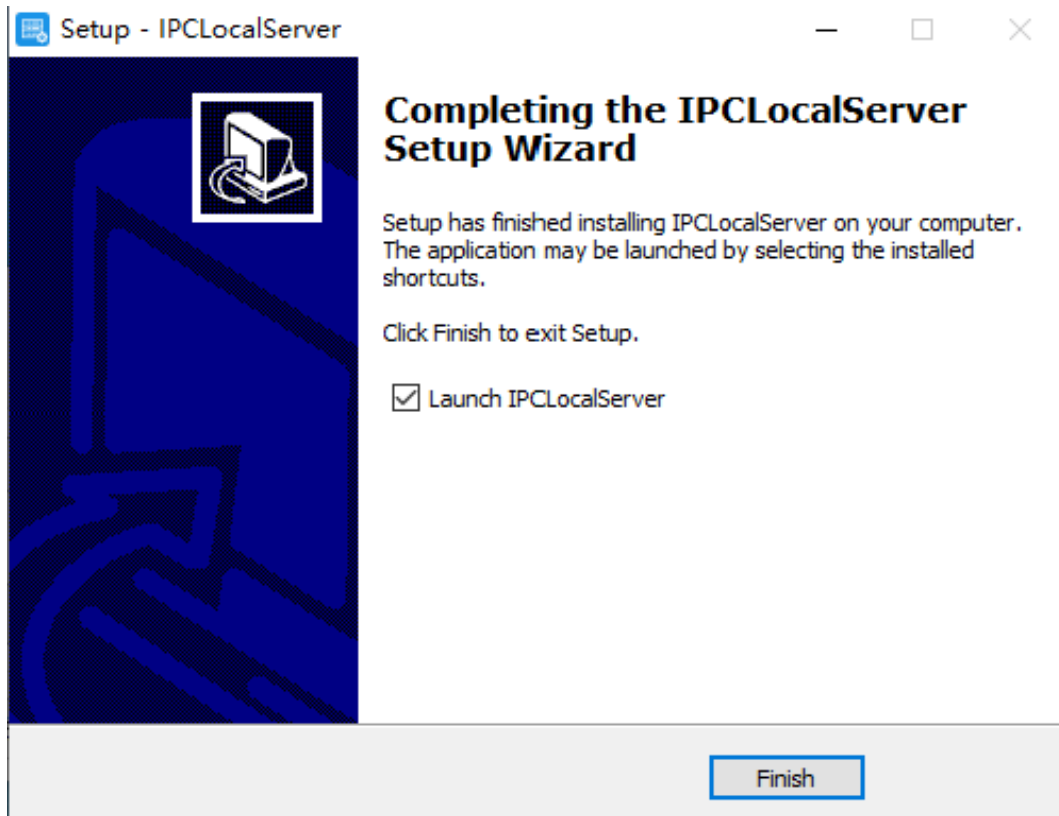 Setup - IPCLocalServer
Completing the IPCLocalServer
Setup Wizard
Setup has finished installing IPCLocalServer on your computer.
The application may be launched by selecting the installed
shortcuts.
Click Finish to exit Setup.
Launch IPCLocalServer
Finish